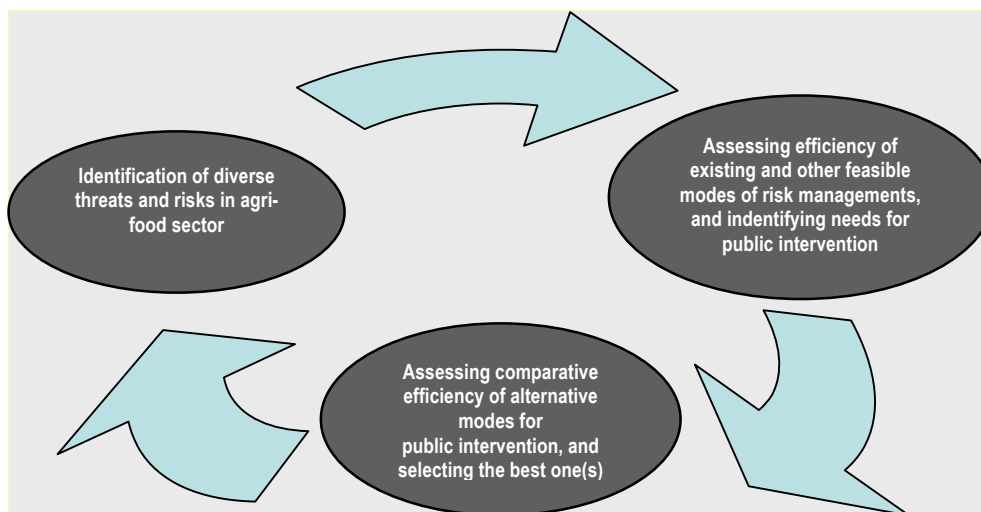 Identification of diverse
threats and risks in agri-
food sector
Assessing efficiency of
existing and other feasible
modes of risk managements,
and indentifying needs for
public intervention
Assessing comparative
efficiency of alternative
modes for
public intervention, and
selecting the best one(s)